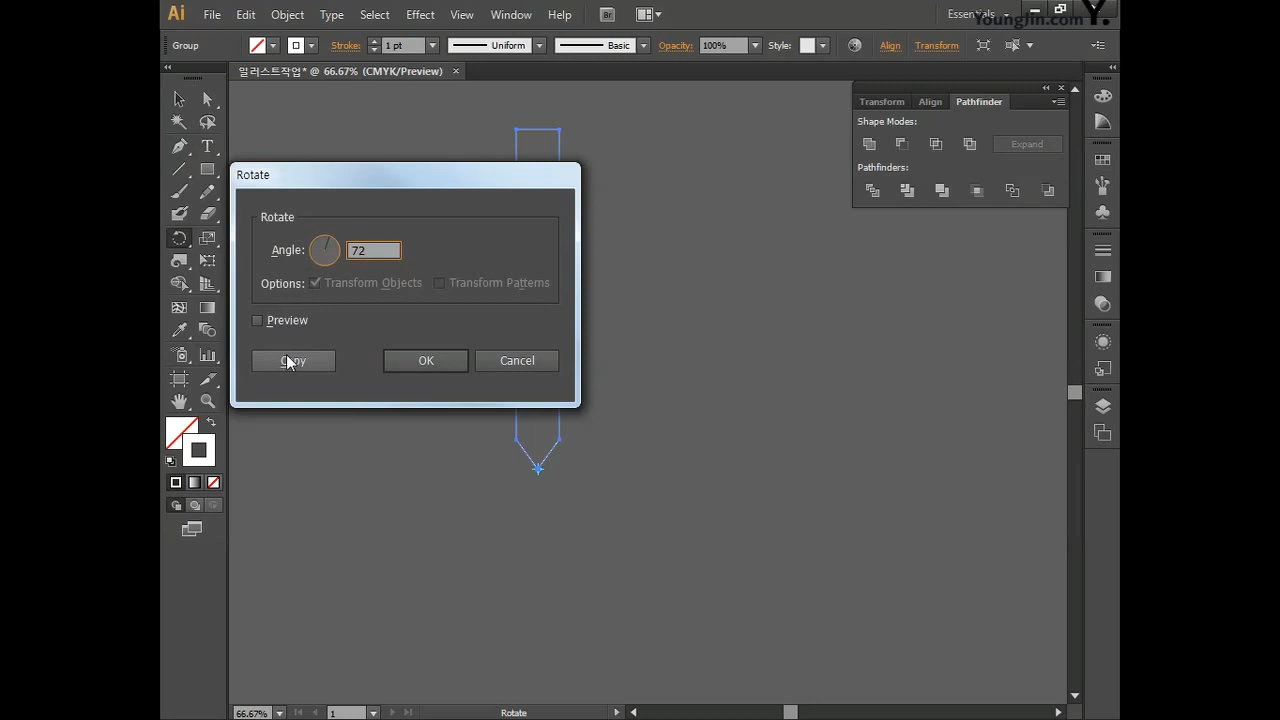 Ai File Edit Object Type Select Effect View Window Help Br Essentials
YoungJin.com Y.
Group Stroke: 1 pt Uniform Basic Opacity: 100% Style: Align Transform
일러스트작업* @ 66.67% (CMYK/Preview) ×
Transform Align Pathfinder
Shape Modes:
Expand
Pathfinders:
Rotate
Rotate
Angle: 72
Options: Transform Objects Transform Patterns
Preview
Copy OK Cancel
66.67% 1 Rotate